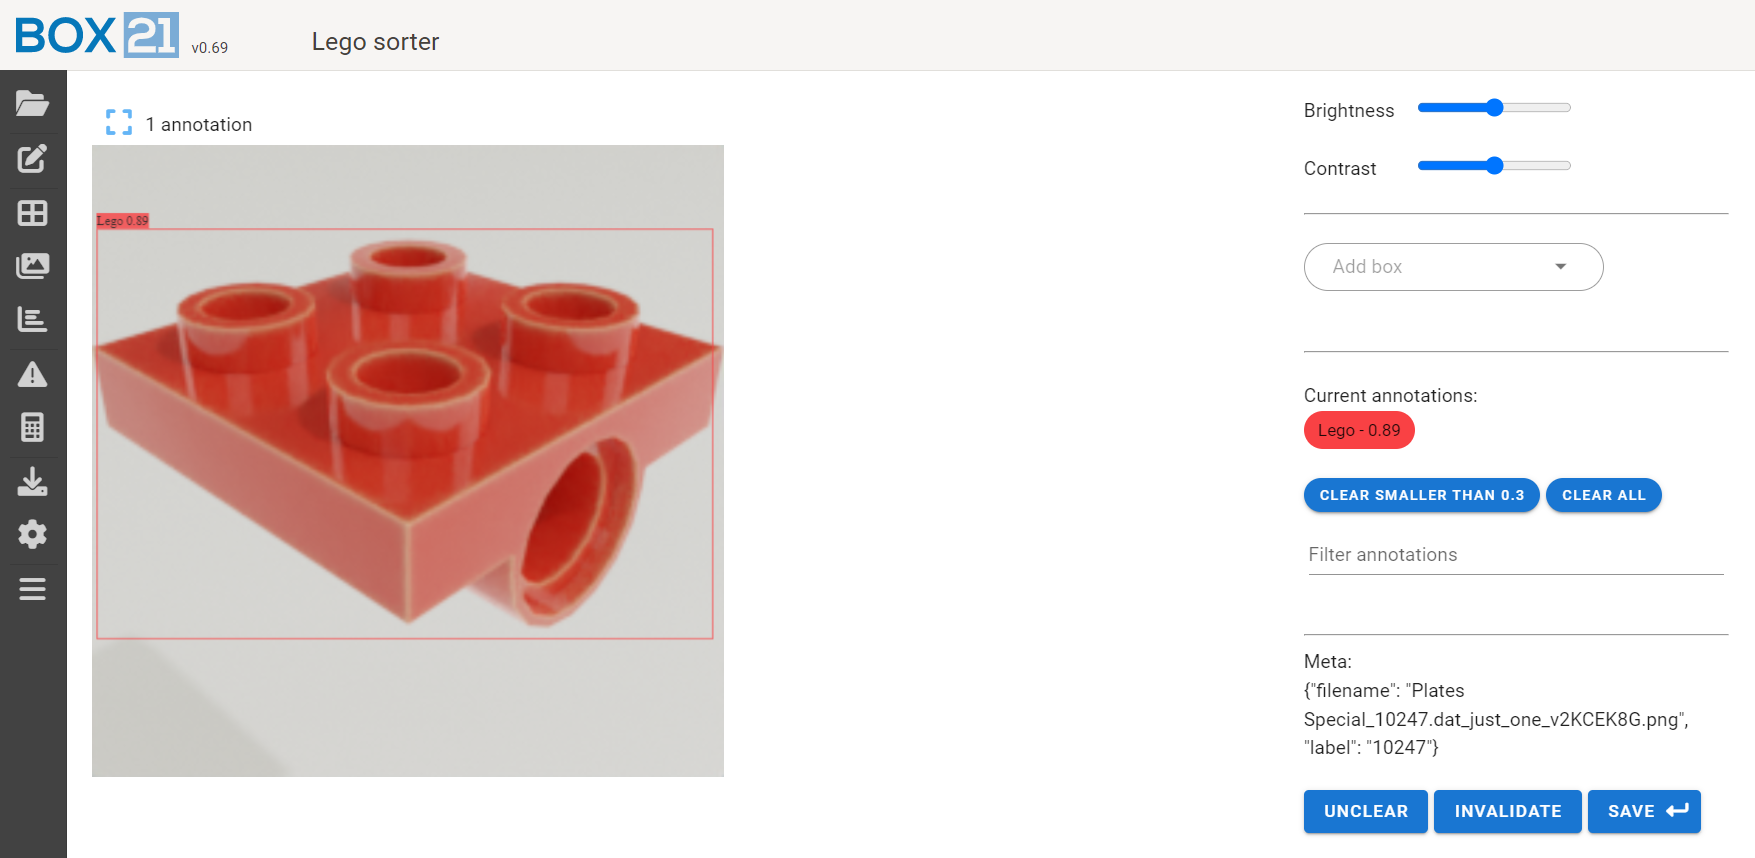 BOX 21 v0.69
Lego sorter
1 annotation
Lego 0.89
Brightness
Contrast
Add box
Current annotations:
Lego - 0.89
CLEAR SMALLER THAN 0.3
CLEAR ALL
Filter annotations
Meta:
{"filename": "Plates
Special_10247.dat_just_one_v2KCEK8G.png",
"label": "10247"}
UNCLEAR
INVALIDATE
SAVE